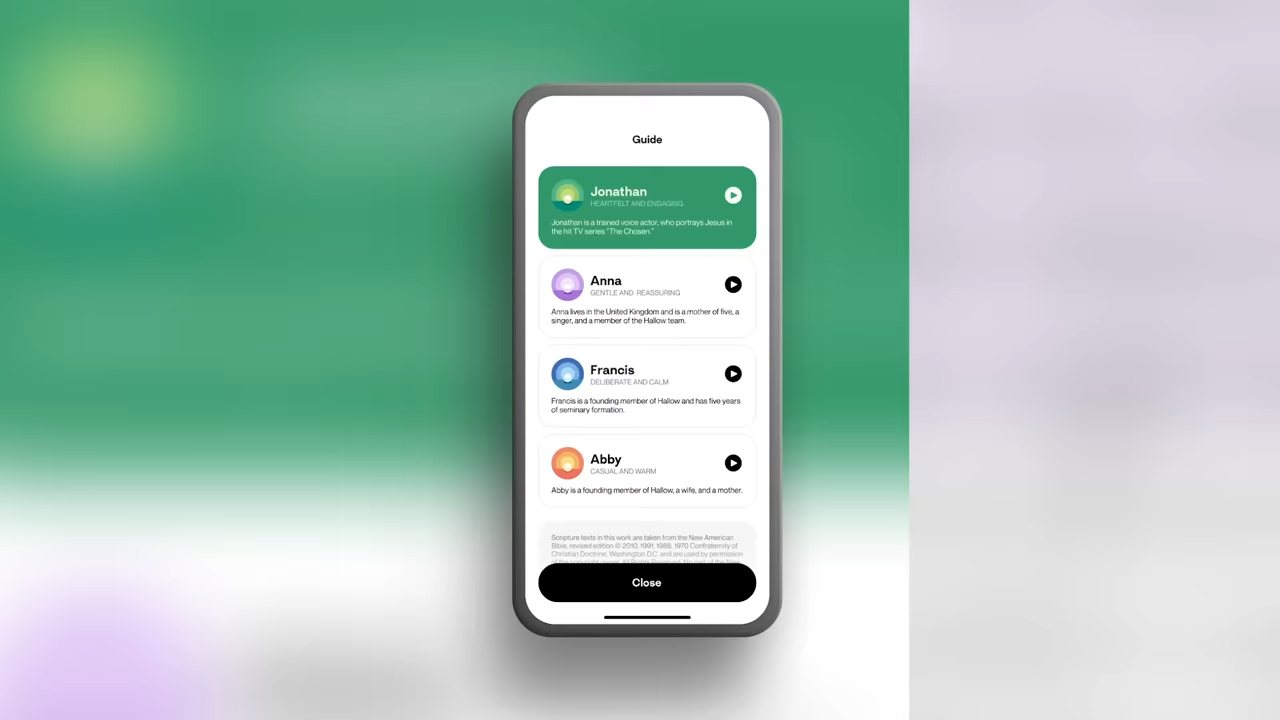 Guide
Jonathan
HEARTFELT AND ENGAGING
Jonathan is a trained voice actor, who portrays Jesus in
the hit TV series "The Chosen."
Anna
GENTLE AND REASSURING
Anna lives in the United Kingdom and is a mother of five, a
singer, and a member of the Hallow team.
Francis
DELIBERATE AND CALM
Francis is a founding member of Hallow and has five years
of seminary formation.
Abby
CASUAL AND WARM
Abby is a founding member of Hallow, a wife, and a mother.
Scripture texts in this work are taken from the New American
Bible, revised edition © 2010, 1991, 1986, 1970 Confraternity of
Christian Doctrine, Washington D.C. and are used by permission
Close